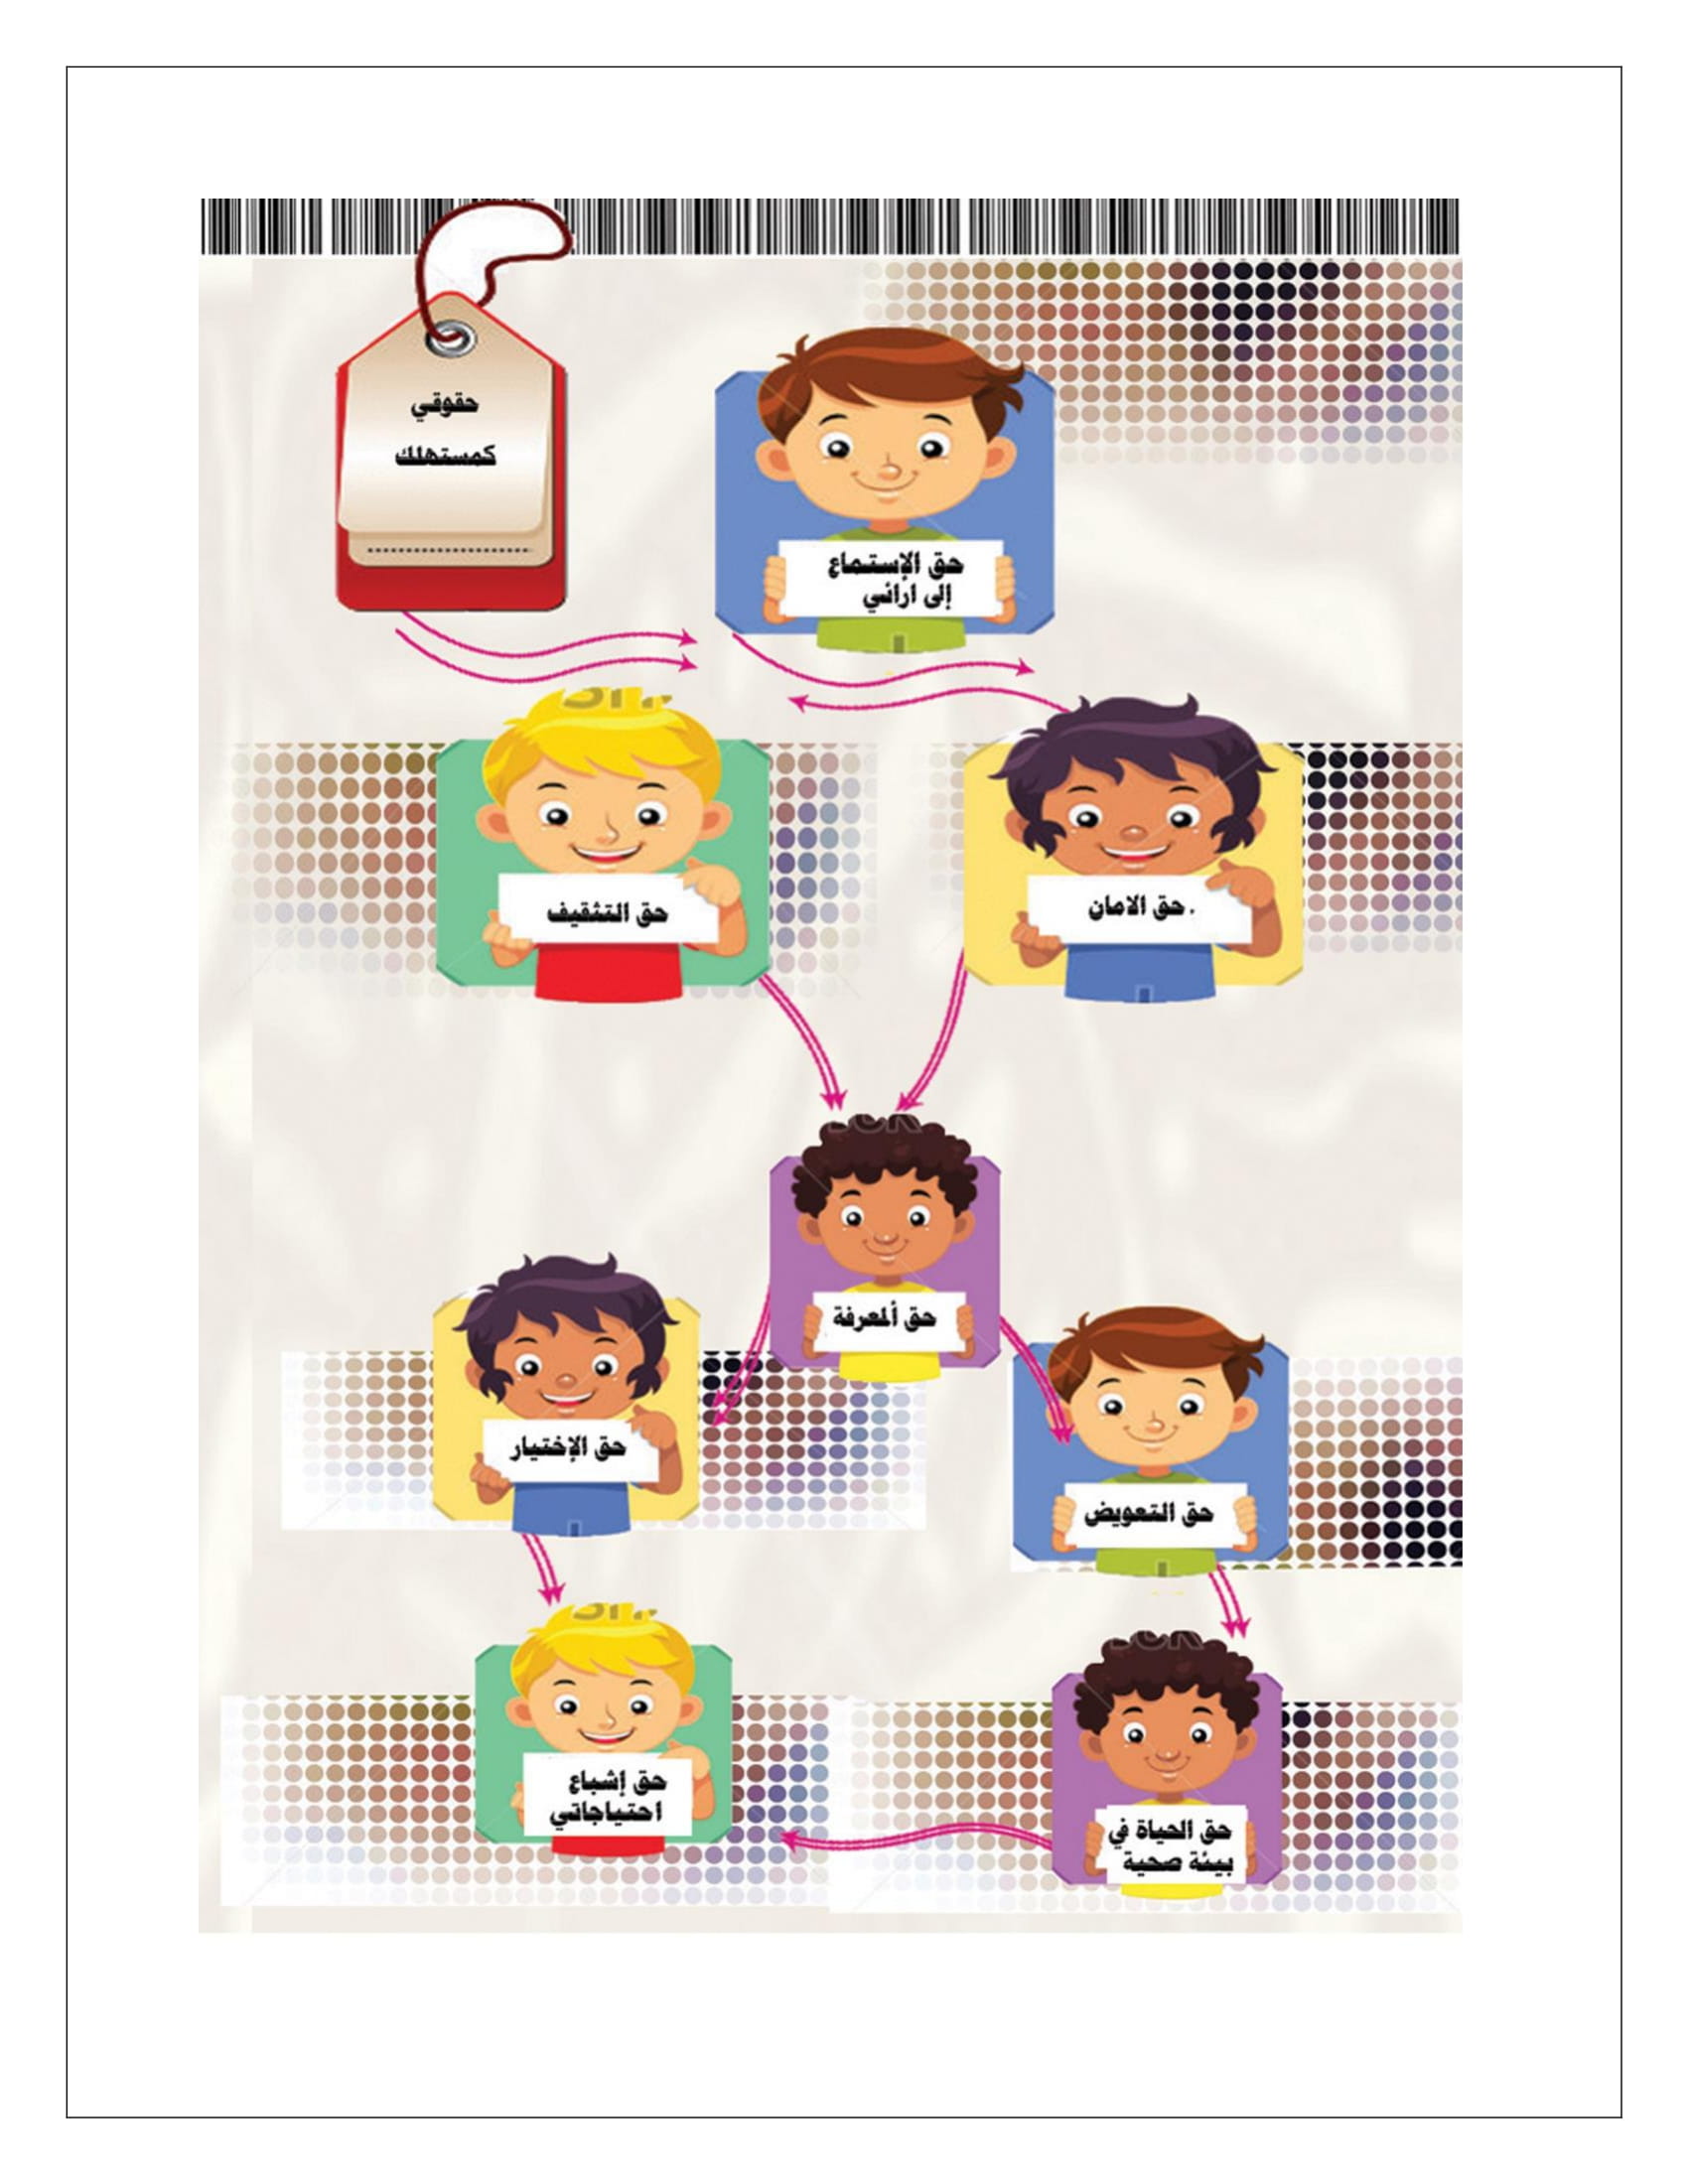 حقوقي
كمستهلك
حق الإستماع
إلى ارائي
حق التثقيف
. حق الامان
حق ألمعرفة
حق الإختيار
حق التعويض
حق إشباع
احتياجاتي
حق الحياة في
بيئة صحية